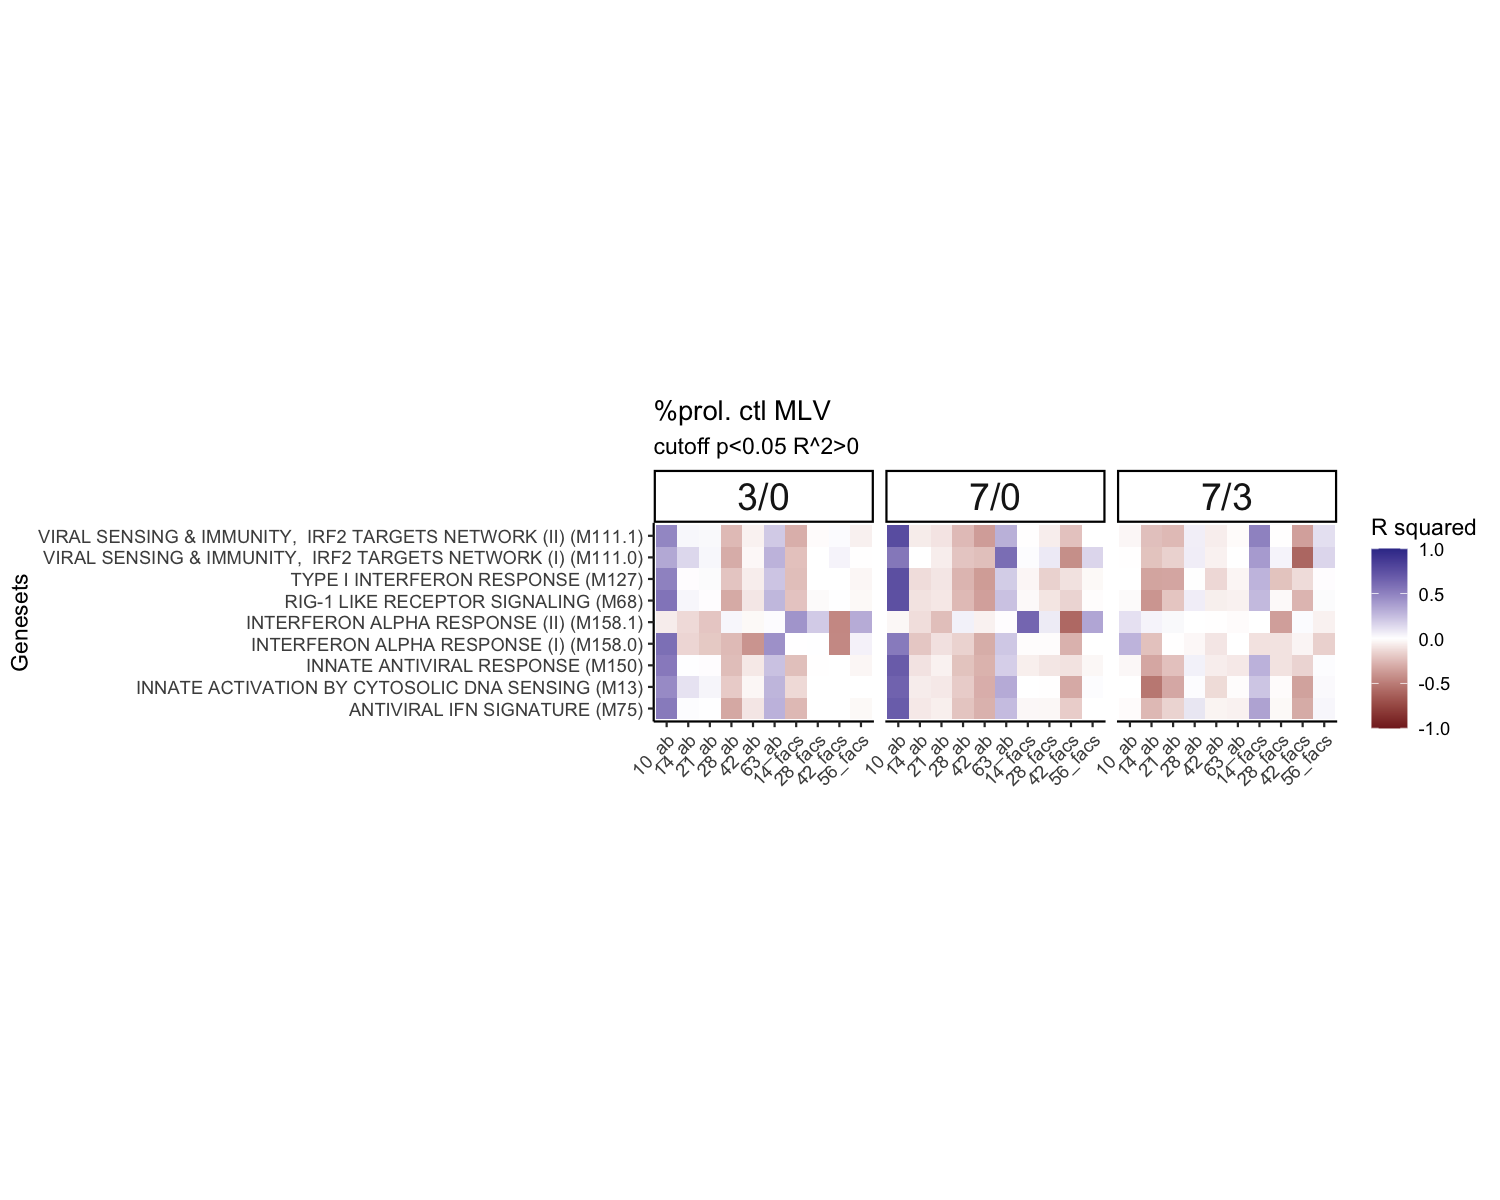 %prol. ctl MLV
cutoff p<0.05 R^2>0
3/0 7/0 7/3
Genesets
VIRAL SENSING & IMMUNITY,  IRF2 TARGETS NETWORK (II) (M111.1)
VIRAL SENSING & IMMUNITY,  IRF2 TARGETS NETWORK (I) (M111.0)
TYPE I INTERFERON RESPONSE (M127)
RIG-1 LIKE RECEPTOR SIGNALING (M68)
INTERFERON ALPHA RESPONSE (II) (M158.1)
INTERFERON ALPHA RESPONSE (I) (M158.0)
INNATE ANTIVIRAL RESPONSE (M150)
INNATE ACTIVATION BY CYTOSOLIC DNA SENSING (M13)
ANTIVIRAL IFN SIGNATURE (M75)
10_ab 14_ab 21_ab 28_ab 42_ab 63_ab 14_facs 28_facs 42_facs 56_facs
10_ab 14_ab 21_ab 28_ab 42_ab 63_ab 14_facs 28_facs 42_facs 56_facs
10_ab 14_ab 21_ab 28_ab 42_ab 63_ab 14_facs 28_facs 42_facs 56_facs
R squared
1.0
0.5
0.0
-0.5
-1.0